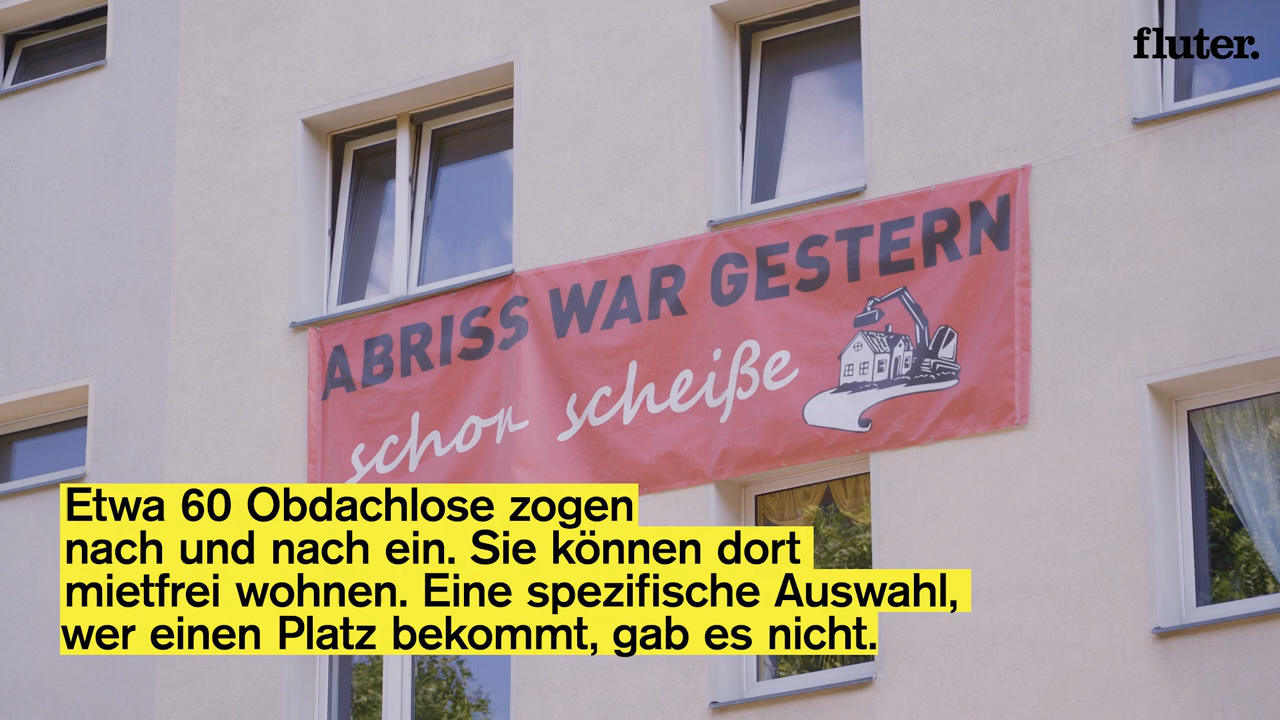 fluter.
ABRISS WAR GESTERN
schon scheiße
Etwa 60 Obdachlose zogen
nach und nach ein. Sie können dort
mietfrei wohnen. Eine spezifische Auswahl,
wer einen Platz bekommt, gab es nicht.